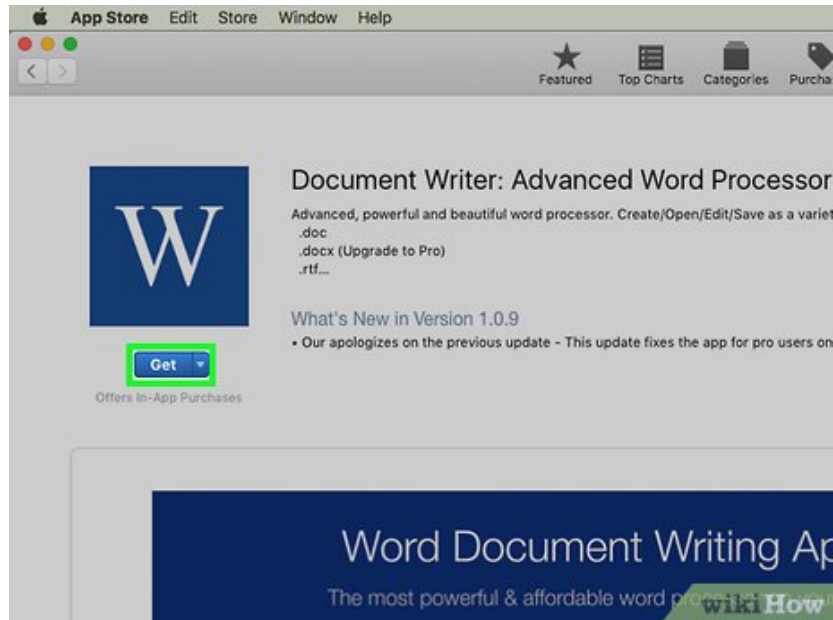 App Store Edit Store Window Help
Featured Top Charts Categories Purcha
Document Writer: Advanced Word Processor
Advanced, powerful and beautiful word processor. Create/Open/Edit/Save as a variet
.doc
.docx (Upgrade to Pro)
.rtf...
W
What's New in Version 1.0.9
• Our apologizes on the previous update - This update fixes the app for pro users on
Get
Offers In-App Purchases
Word Document Writing Ap
The most powerful & affordable word pr
wikiHow